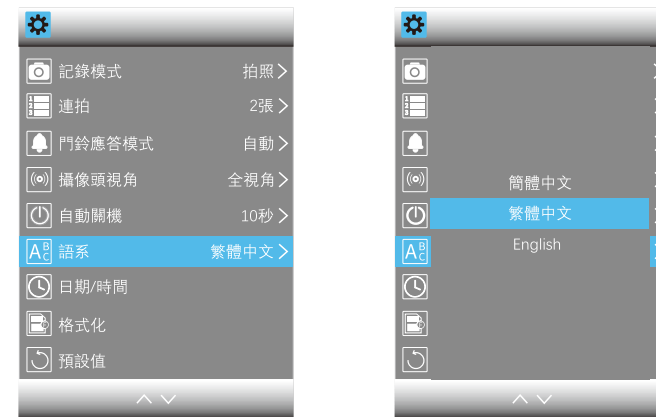 記錄模式 拍照
連拍 2張
門鈴應答模式 自動
攝像頭視角 全視角
自動關機 10秒
語系 繁體中文
日期/時間
格式化
預設值
簡體中文
繁體中文
English